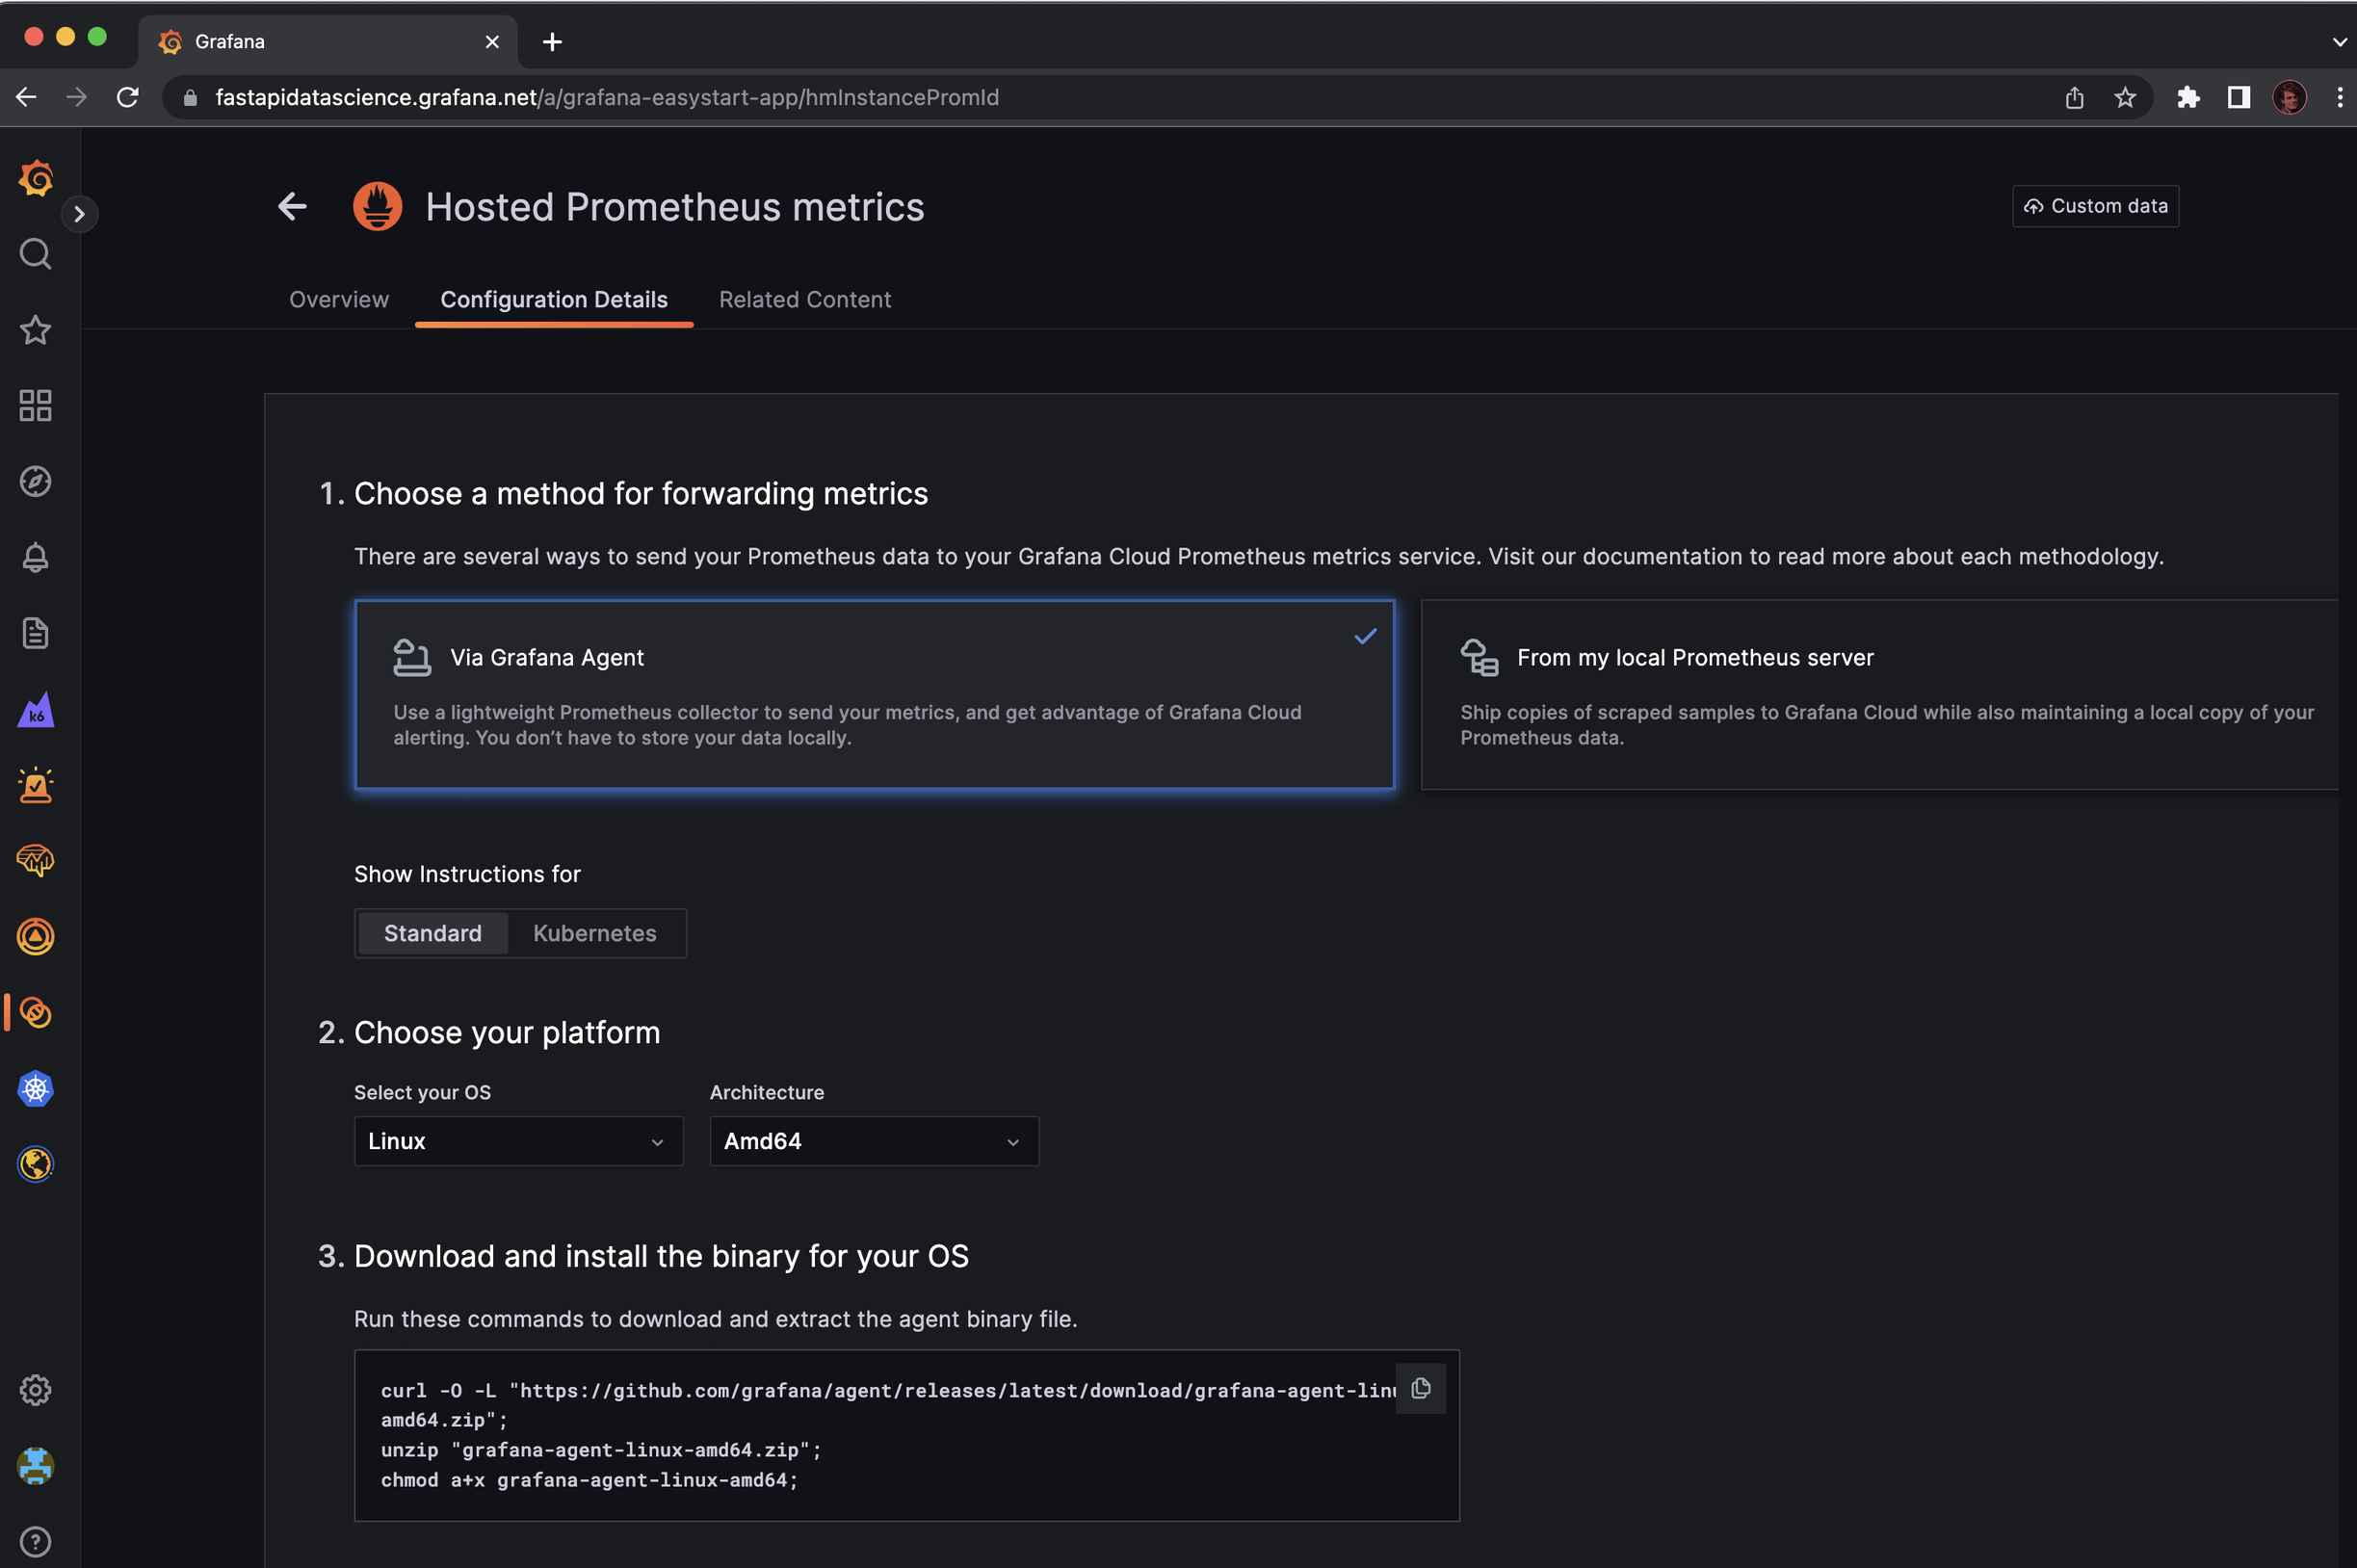 Grafana
fastapidatascience.grafana.net/a/grafana-easystart-app/hmInstancePromId
Hosted Prometheus metrics
Custom data
Overview
Configuration Details
Related Content
1. Choose a method for forwarding metrics
There are several ways to send your Prometheus data to your Grafana Cloud Prometheus metrics service. Visit our documentation to read more about each methodology.
Via Grafana Agent
Use a lightweight Prometheus collector to send your metrics, and get advantage of Grafana Cloud
alerting. You don’t have to store your data locally.
From my local Prometheus server
Ship copies of scraped samples to Grafana Cloud while also maintaining a local copy of your
Prometheus data.
k6
Show Instructions for
Standard
Kubernetes
2. Choose your platform
Select your OS
Architecture
Linux
Amd64
3. Download and install the binary for your OS
Run these commands to download and extract the agent binary file.
curl -O -L "https://github.com/grafana/agent/releases/latest/download/grafana-agent-linu
amd64.zip";
unzip "grafana-agent-linux-amd64.zip";
chmod a+x grafana-agent-linux-amd64;